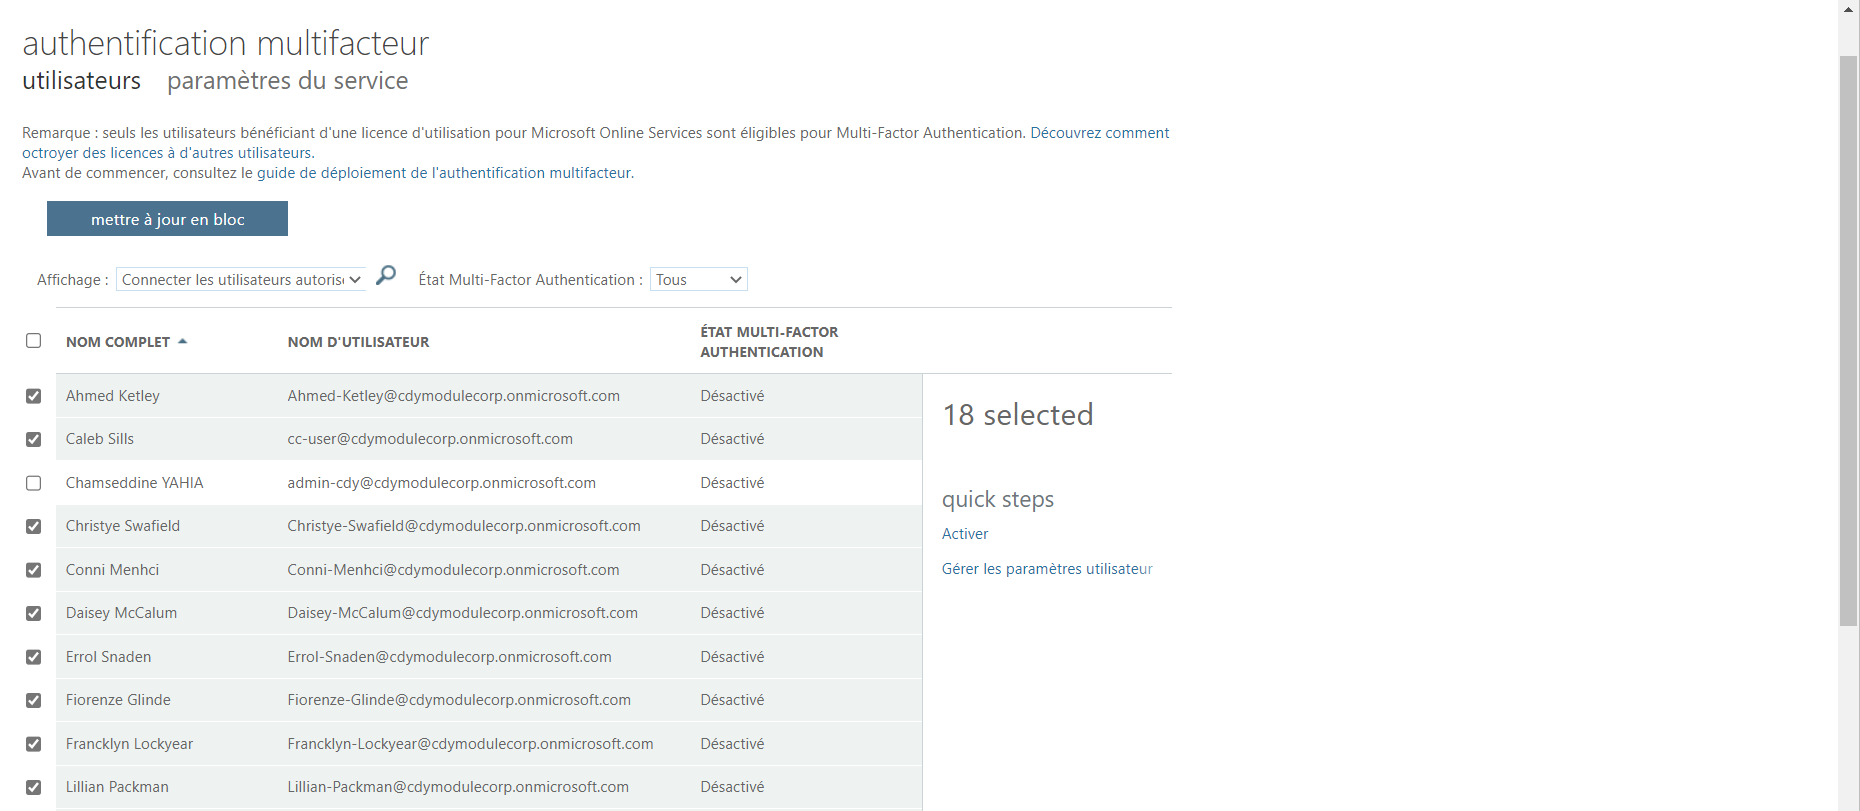 authentification multifacteur
utilisateurs paramètres du service
Remarque : seuls les utilisateurs bénéficiant d'une licence d'utilisation pour Microsoft Online Services sont éligibles pour Multi-Factor Authentication. Découvrez comment
octroyer des licences à d'autres utilisateurs.
Avant de commencer, consultez le guide de déploiement de l'authentification multifacteur.
mettre à jour en bloc
Affichage : Connecter les utilisateurs autoris État Multi-Factor Authentication : Tous
NOM COMPLET NOM D'UTILISATEUR ÉTAT MULTI-FACTOR
AUTHENTICATION
Ahmed Ketley Ahmed-Ketley@cdymodulecorp.onmicrosoft.com Désactivé
18 selected
Caleb Sills cc-user@cdymodulecorp.onmicrosoft.com Désactivé
Chamseddine YAHIA admin-cdy@cdymodulecorp.onmicrosoft.com Désactivé
quick steps
Christye Swafield Christye-Swafield@cdymodulecorp.onmicrosoft.com Désactivé
Activer
Conni Menhci Conni-Menhci@cdymodulecorp.onmicrosoft.com Désactivé
Gérer les paramètres utilisateur
Daisey McCalum Daisey-McCalum@cdymodulecorp.onmicrosoft.com Désactivé
Errol Snaden Errol-Snaden@cdymodulecorp.onmicrosoft.com Désactivé
Fiorenze Glinde Fiorenze-Glinde@cdymodulecorp.onmicrosoft.com Désactivé
Francklyn Lockyear Francklyn-Lockyear@cdymodulecorp.onmicrosoft.com Désactivé
Lillian Packman Lillian-Packman@cdymodulecorp.onmicrosoft.com Désactivé